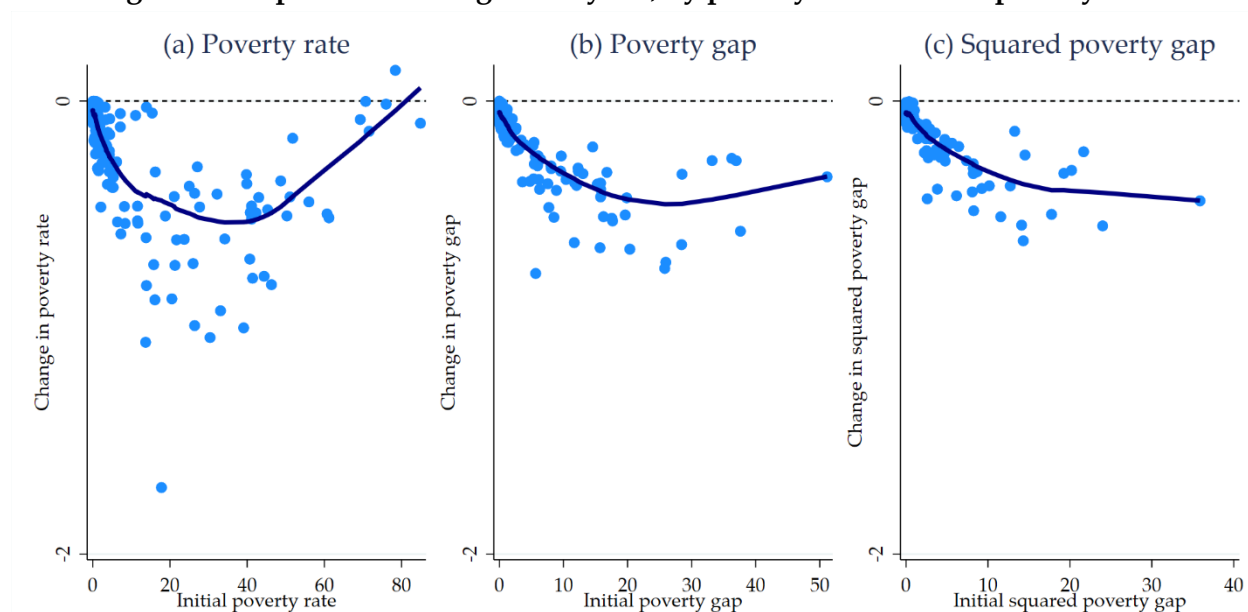 (a) Poverty rate
0
-2
Change in poverty rate
0 20 40 60 80
Initial poverty rate
(b) Poverty gap
0
-2
Change in poverty gap
0 10 20 30 40 50
Initial poverty gap
(c) Squared poverty gap
0
-2
Change in squared poverty gap
0 10 20 30 40
Initial squared poverty gap